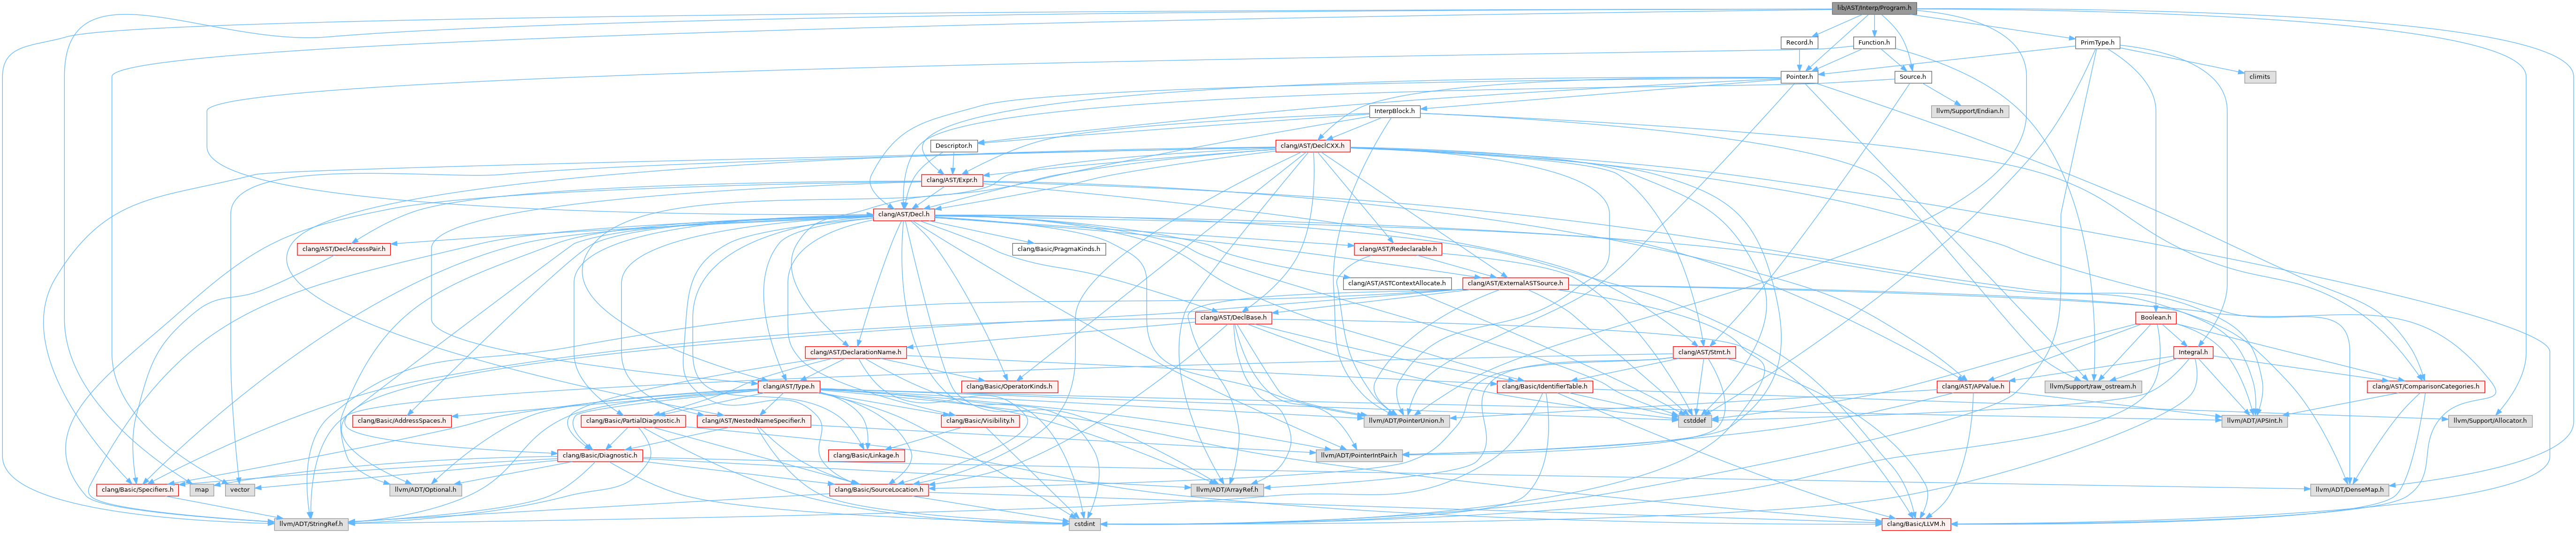 lib/AST/Interp/Program.h
Record.h
Function.h
PrimType.h
Pointer.h
Source.h
climits
InterpBlock.h
llvm/Support/Endian.h
Descriptor.h
clang/AST/DeclCXX.h
clang/AST/Expr.h
clang/AST/Decl.h
clang/AST/DeclAccessPair.h
clang/Basic/PragmaKinds.h
clang/AST/Redeclarable.h
clang/AST/ASTContextAllocate.h
clang/AST/ExternalASTSource.h
clang/AST/DeclBase.h
Boolean.h
clang/AST/DeclarationName.h
clang/AST/Stmt.h
Integral.h
clang/AST/Type.h
clang/Basic/OperatorKinds.h
clang/Basic/IdentifierTable.h
clang/AST/APValue.h
llvm/Support/raw_ostream.h
clang/AST/ComparisonCategories.h
clang/Basic/AddressSpaces.h
clang/Basic/PartialDiagnostic.h
clang/AST/NestedNameSpecifier.h
clang/Basic/Visibility.h
llvm/ADT/PointerUnion.h
cstddef
llvm/ADT/APSInt.h
llvm/Support/Allocator.h
clang/Basic/Diagnostic.h
clang/Basic/Linkage.h
llvm/ADT/PointerIntPair.h
clang/Basic/Specifiers.h
map
vector
llvm/ADT/Optional.h
clang/Basic/SourceLocation.h
llvm/ADT/ArrayRef.h
llvm/ADT/DenseMap.h
llvm/ADT/StringRef.h
cstdint
clang/Basic/LLVM.h